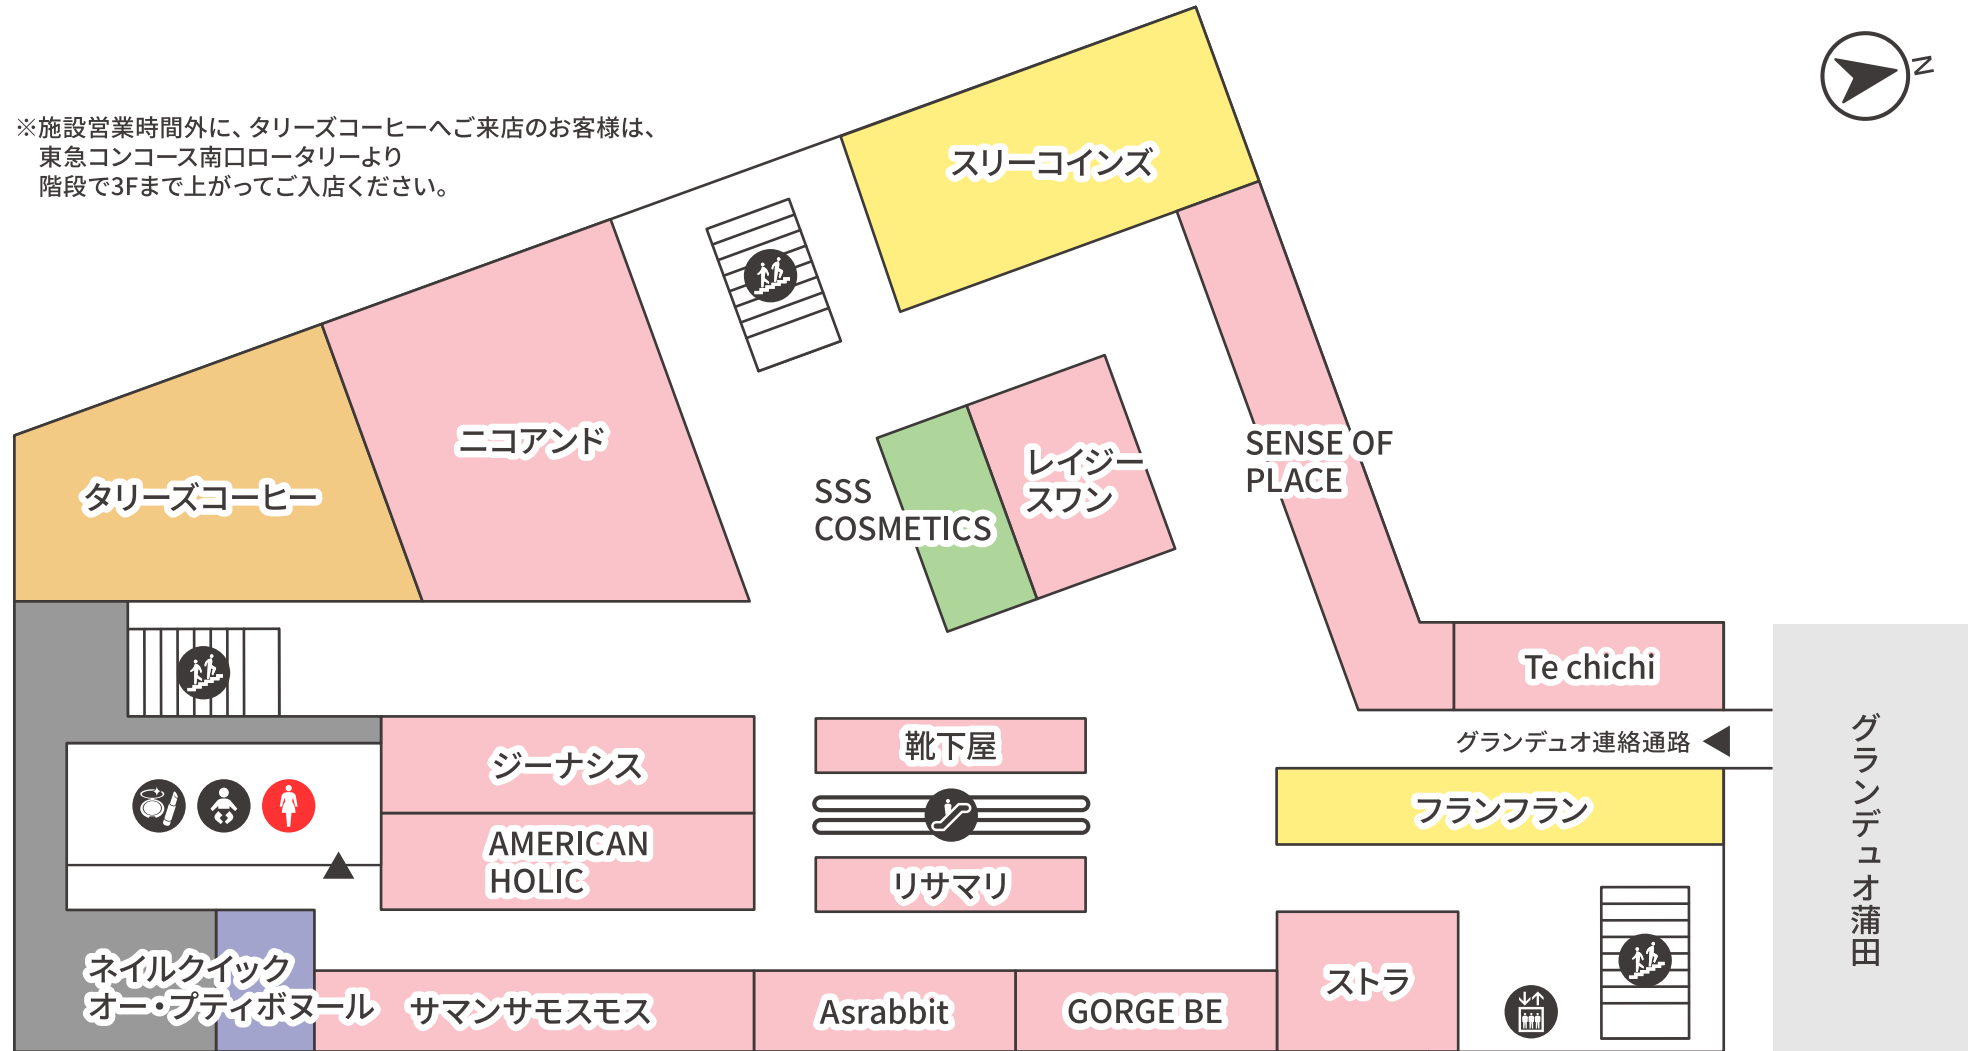 ※施設営業時間外に、タリーズコーヒーへご来店のお客様は、
東急コンコース南口ロータリーより
階段で3Fまで上がってご入店ください。
N
スリーコインズ
ニコアンド
タリーズコーヒー
SSS
COSMETICS
レイジー
スワン
SENSE OF
PLACE
Te chichi
グランデュオ連絡通路
グランデュオ蒲田
ジーナシス
靴下屋
フランフラン
AMERICAN
HOLIC
リサマリ
ネイルクイック
オー・プティボヌール
サマンサモスモス
Asrabbit
GORGE BE
ストラ